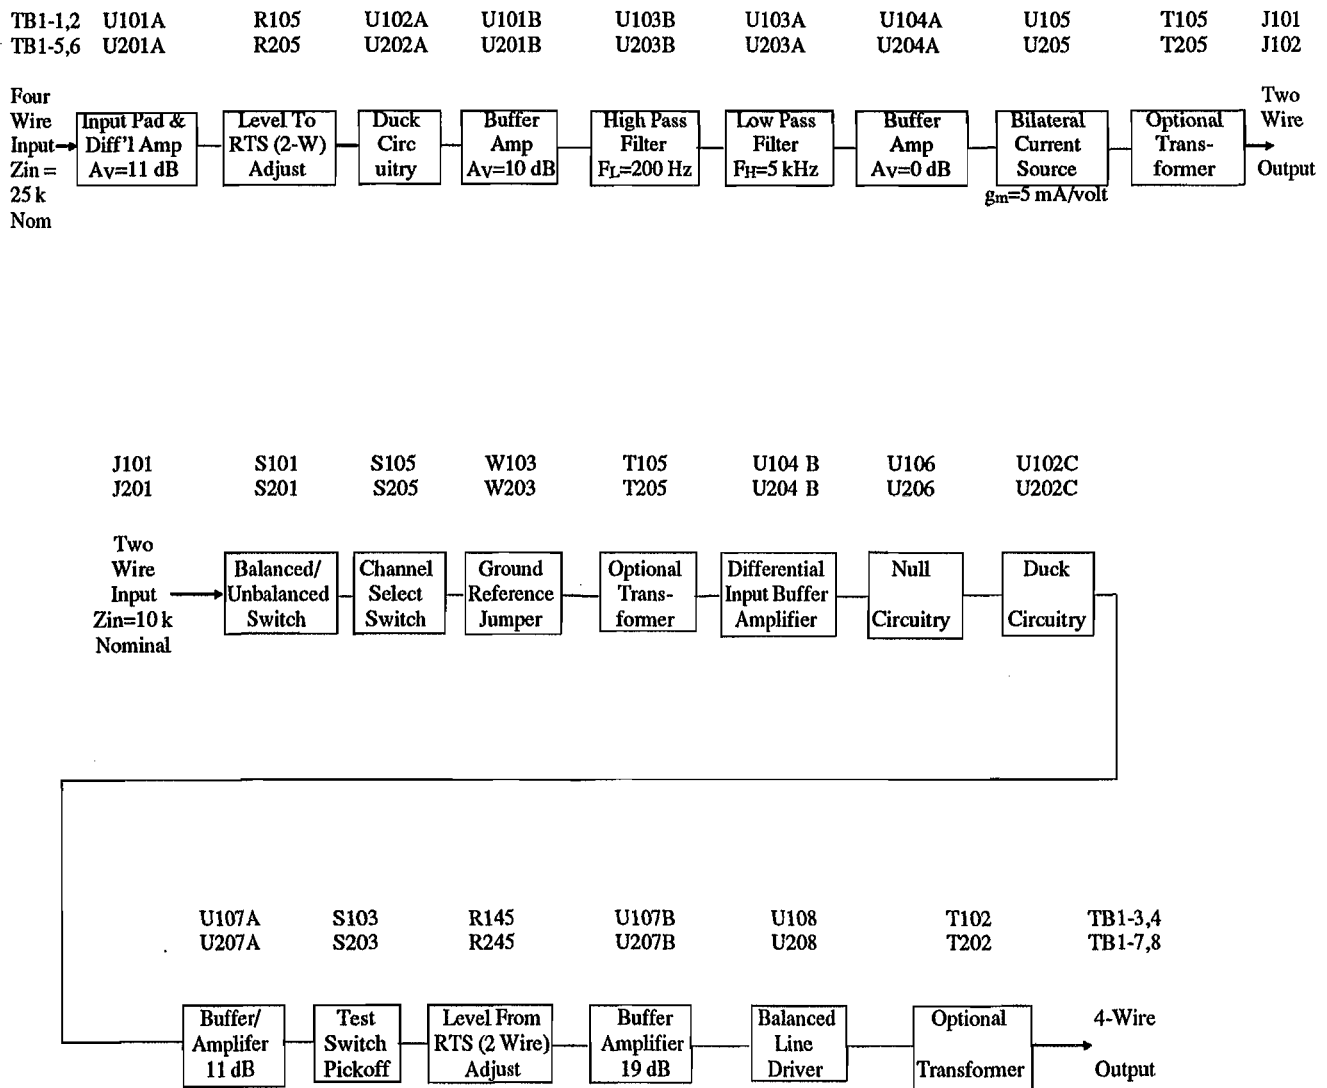 TB1-1,2 U101A R105 U102A U101B U103B U103A U104A U105 T105 J101
TB1-5,6 U201A R205 U202A U201B U203B U203A U204A U205 T205 J102
Four
Wire
Input
Zin =
25 k
Nom
Input Pad &
Diff'l Amp
AV=11 dB
Level To
RTS (2-W)
Adjust
Duck
Circ
uitry
Buffer
Amp
AV=10 dB
High Pass
Filter
FL=200 Hz
Low Pass
Filter
FH=5 kHz
Buffer
Amp
AV=0 dB
Bilateral
Current
Source
gm=5 mA/volt
Optional
Trans-
former
Two
Wire
Output
J101 S101 S105 W103 T105 U104 B U106 U102C
J201 S201 S205 W203 T205 U204 B U206 U202C
Two
Wire
Input
Zin=10 k
Nominal
Balanced/
Unbalanced
Switch
Channel
Select
Switch
Ground
Reference
Jumper
Optional
Trans-
former
Differential
Input Buffer
Amplifier
Null
Circuitry
Duck
Circuitry
U107A S103 R145 U107B U108 T102 TB1-3,4
U207A S203 R245 U207B U208 T202 TB1-7,8
Buffer/
Amplifer
11 dB
Test
Switch
Pickoff
Level From
RTS (2 Wire)
Adjust
Buffer
Amplifier
19 dB
Balanced
Line
Driver
Optional
Transformer
4-Wire
Output